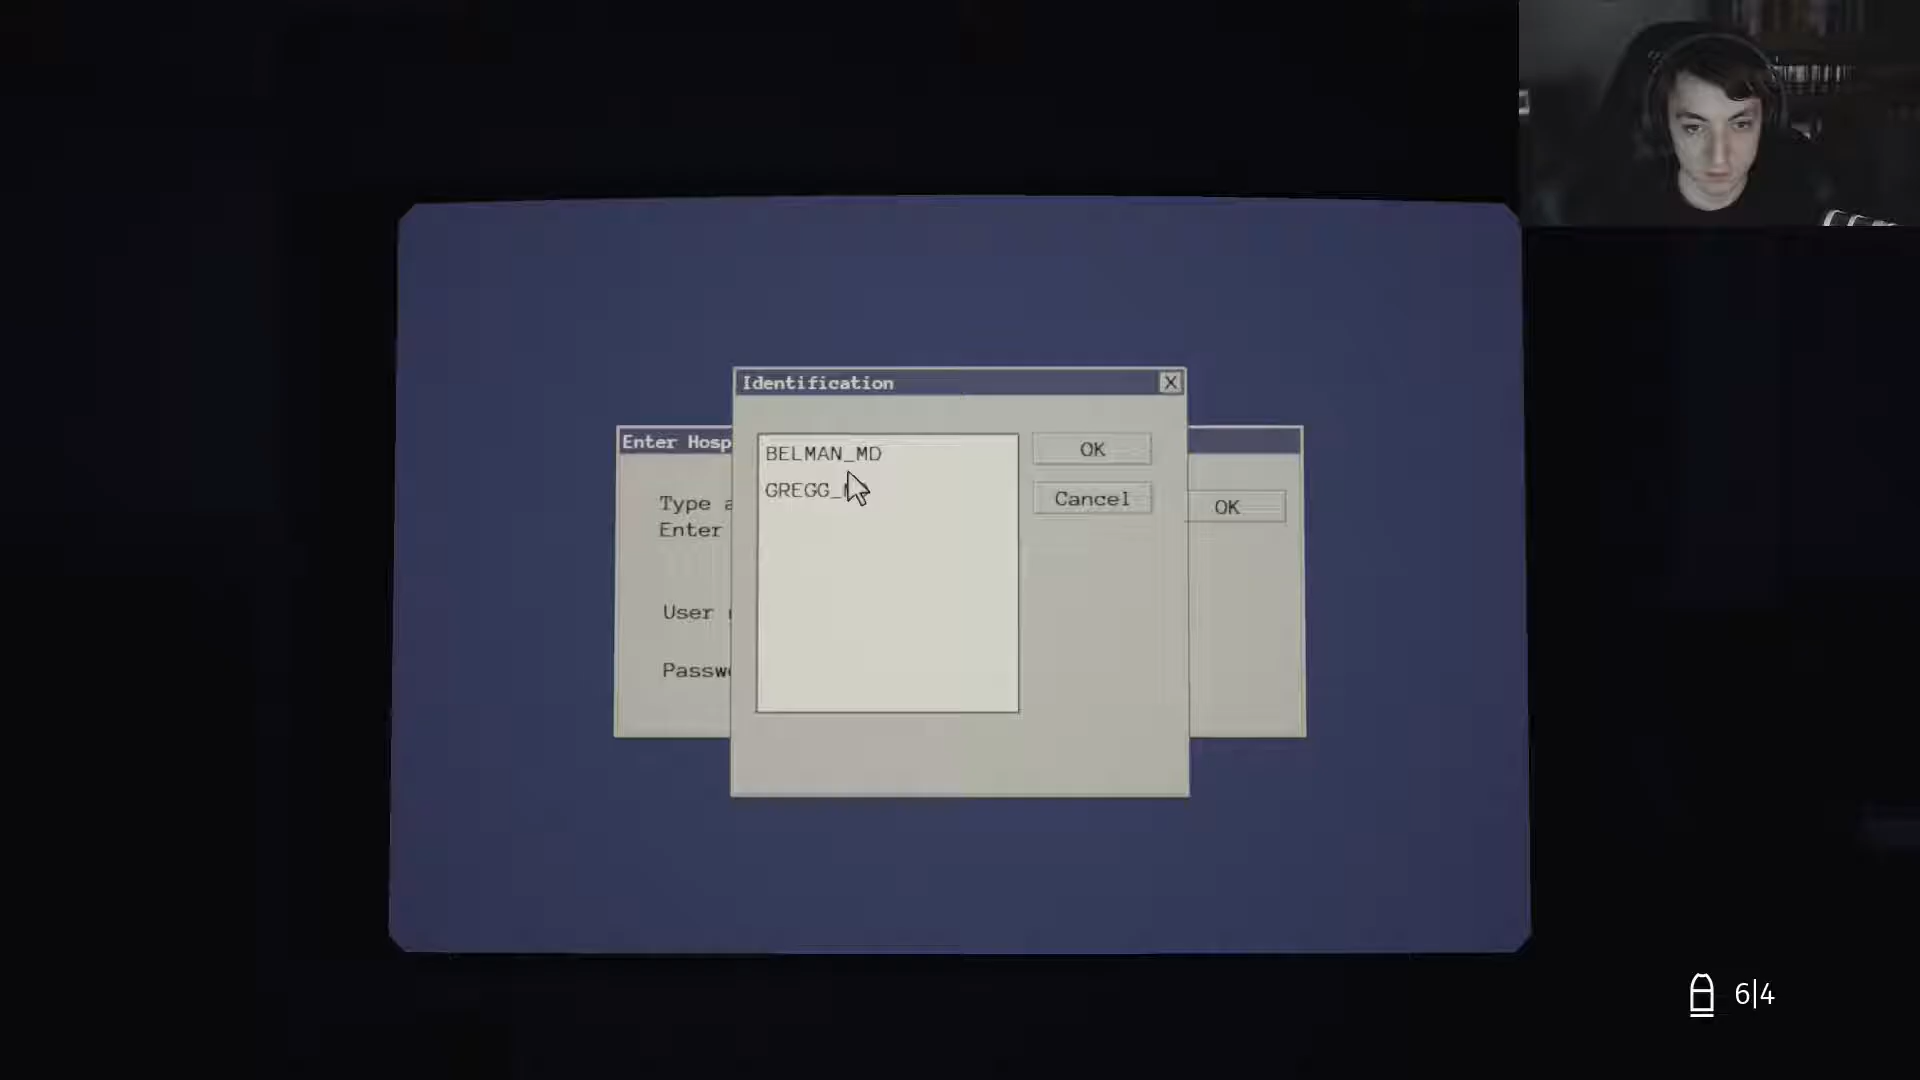 Identification
X
BELMAN_MD
GREGG_
OK
Cancel
Enter Hosp
Type a
Enter
OK
User
Passw
6|4